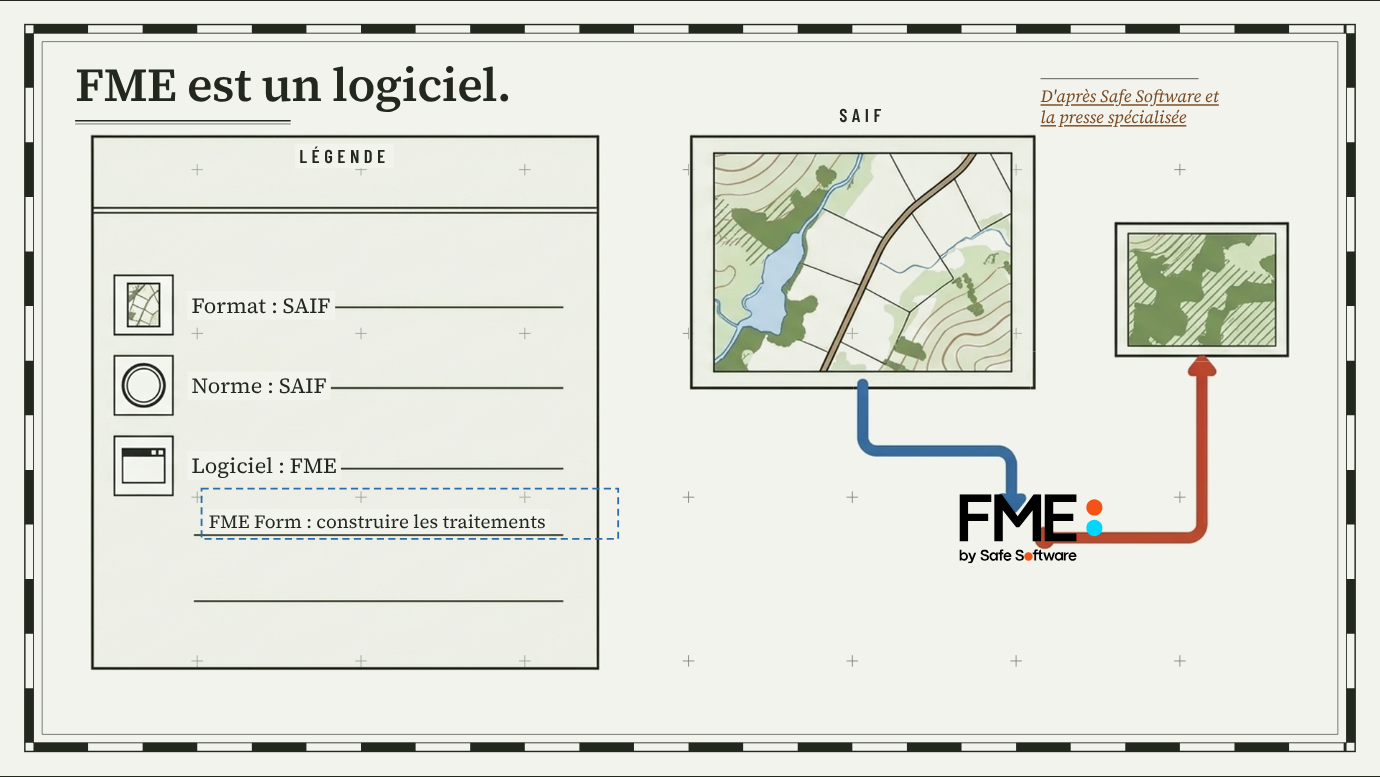 FME est un logiciel.
D'après Safe Software et
la presse spécialisée
SAIF
LÉGENDE
Format : SAIF
Norme : SAIF
Logiciel : FME
FME Form : construire les traitements
FME
by Safe Software